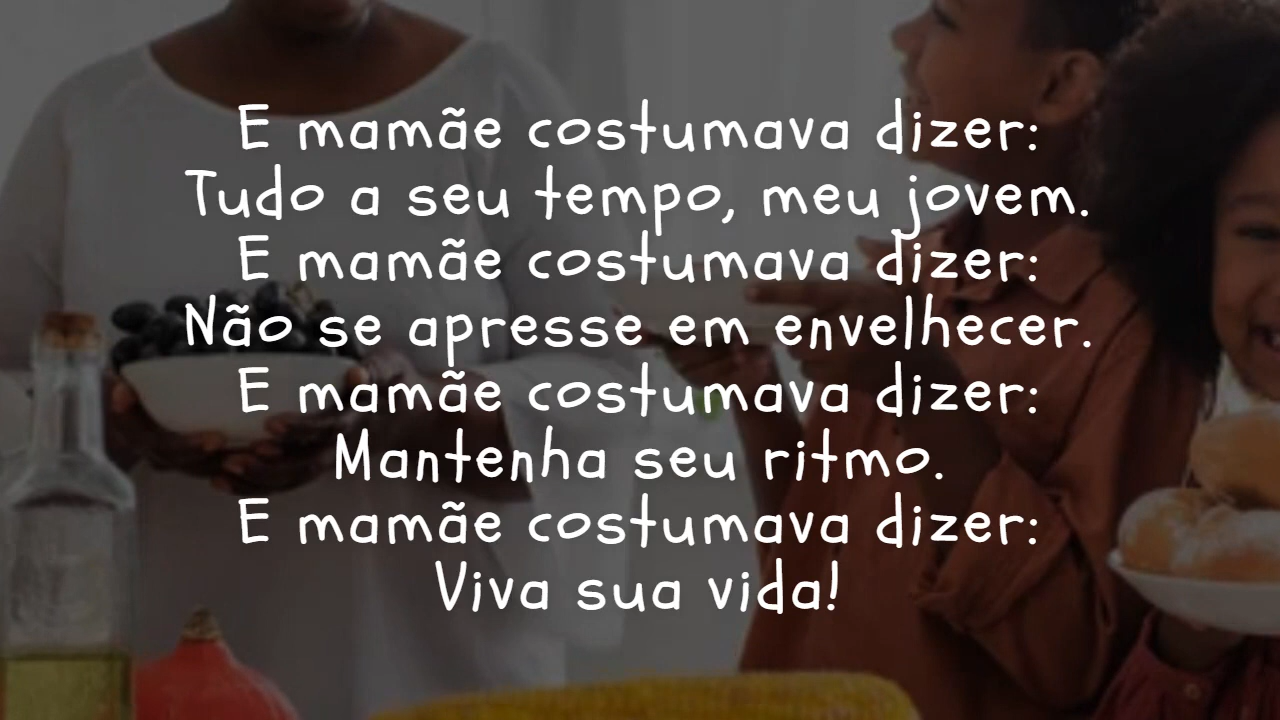 E mamãe costumava dizer:
Tudo a seu tempo, meu jovem.
E mamãe costumava dizer:
Não se apresse em envelhecer.
E mamãe costumava dizer:
Mantenha seu ritmo.
E mamãe costumava dizer:
Viva sua vida!